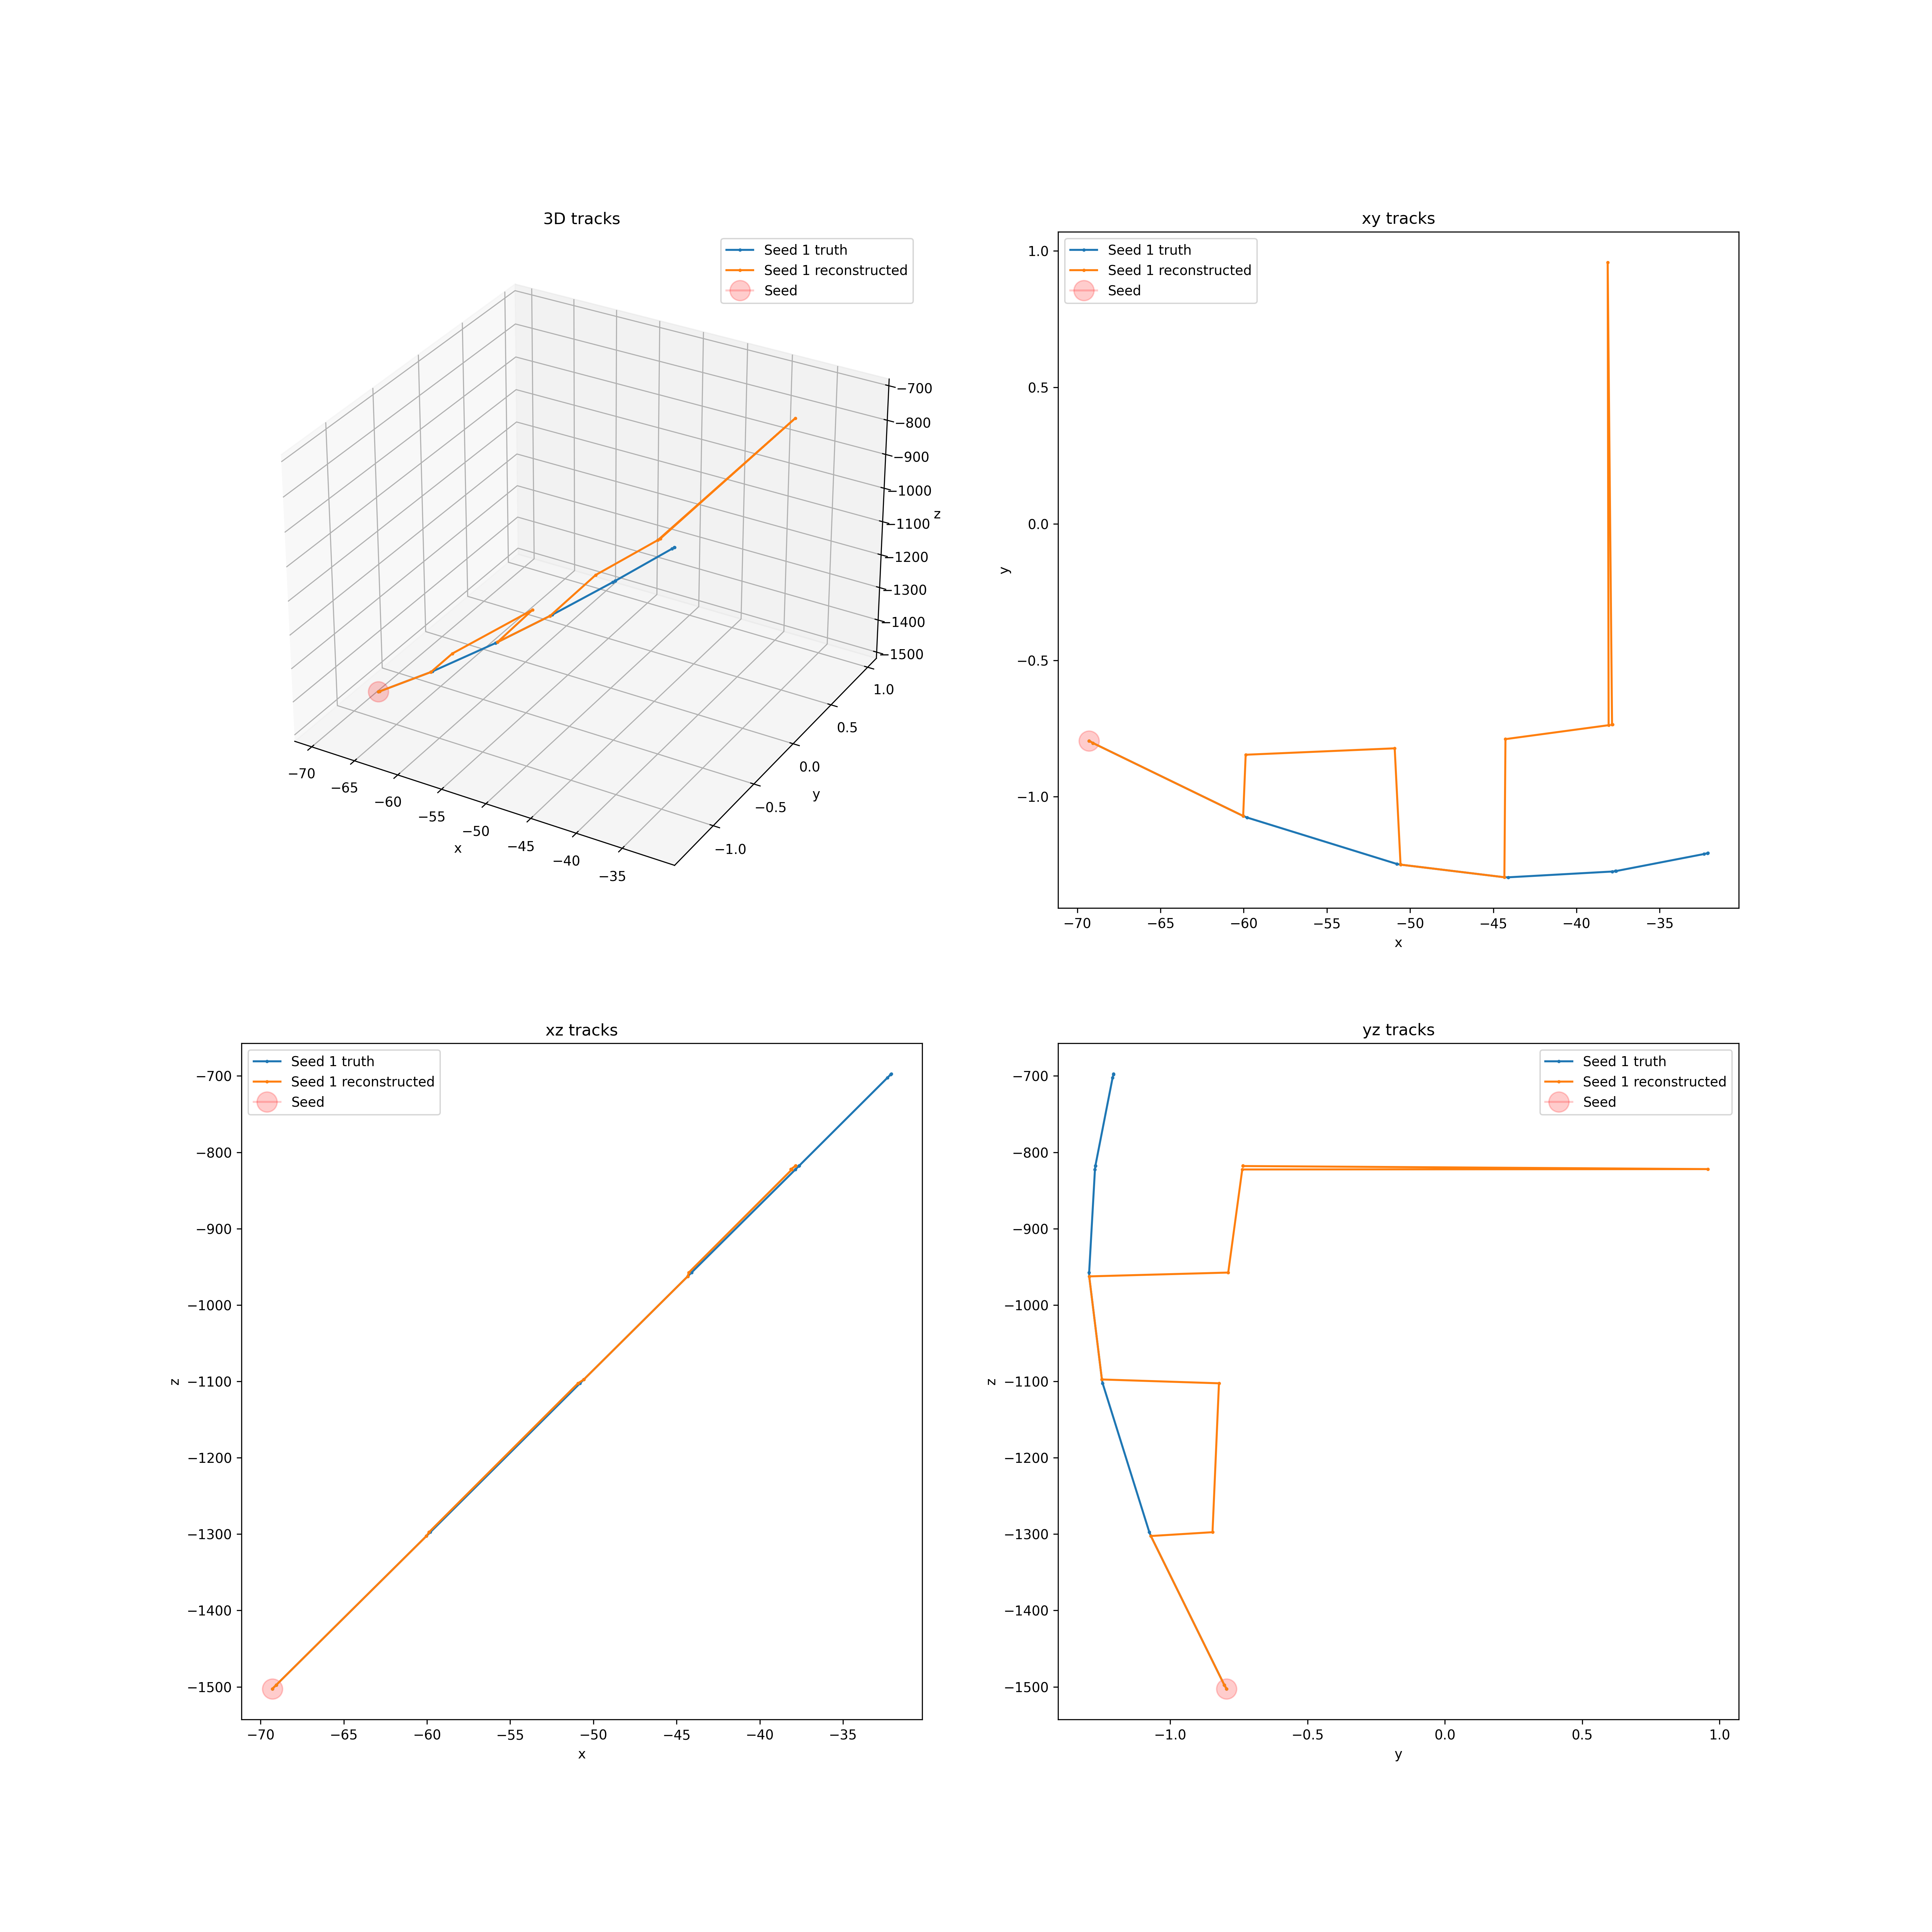 3D tracks
Seed 1 truth
Seed 1 reconstructed
Seed
−700
−800
−900
−1000
−1100
−1200
−1300
−1400
−1500
z
1.0
0.5
0.0
−0.5
−1.0
y
−70
−65
−60
−55
−50
−45
−40
−35
x
xy tracks
Seed 1 truth
Seed 1 reconstructed
Seed
1.0
0.5
0.0
−0.5
−1.0
y
−70 −65 −60 −55 −50 −45 −40 −35
x
xz tracks
Seed 1 truth
Seed 1 reconstructed
Seed
−700
−800
−900
−1000
−1100
−1200
−1300
−1400
−1500
z
−70 −65 −60 −55 −50 −45 −40 −35
x
yz tracks
Seed 1 truth
Seed 1 reconstructed
Seed
−700
−800
−900
−1000
−1100
−1200
−1300
−1400
−1500
z
−1.0 −0.5 0.0 0.5 1.0
y